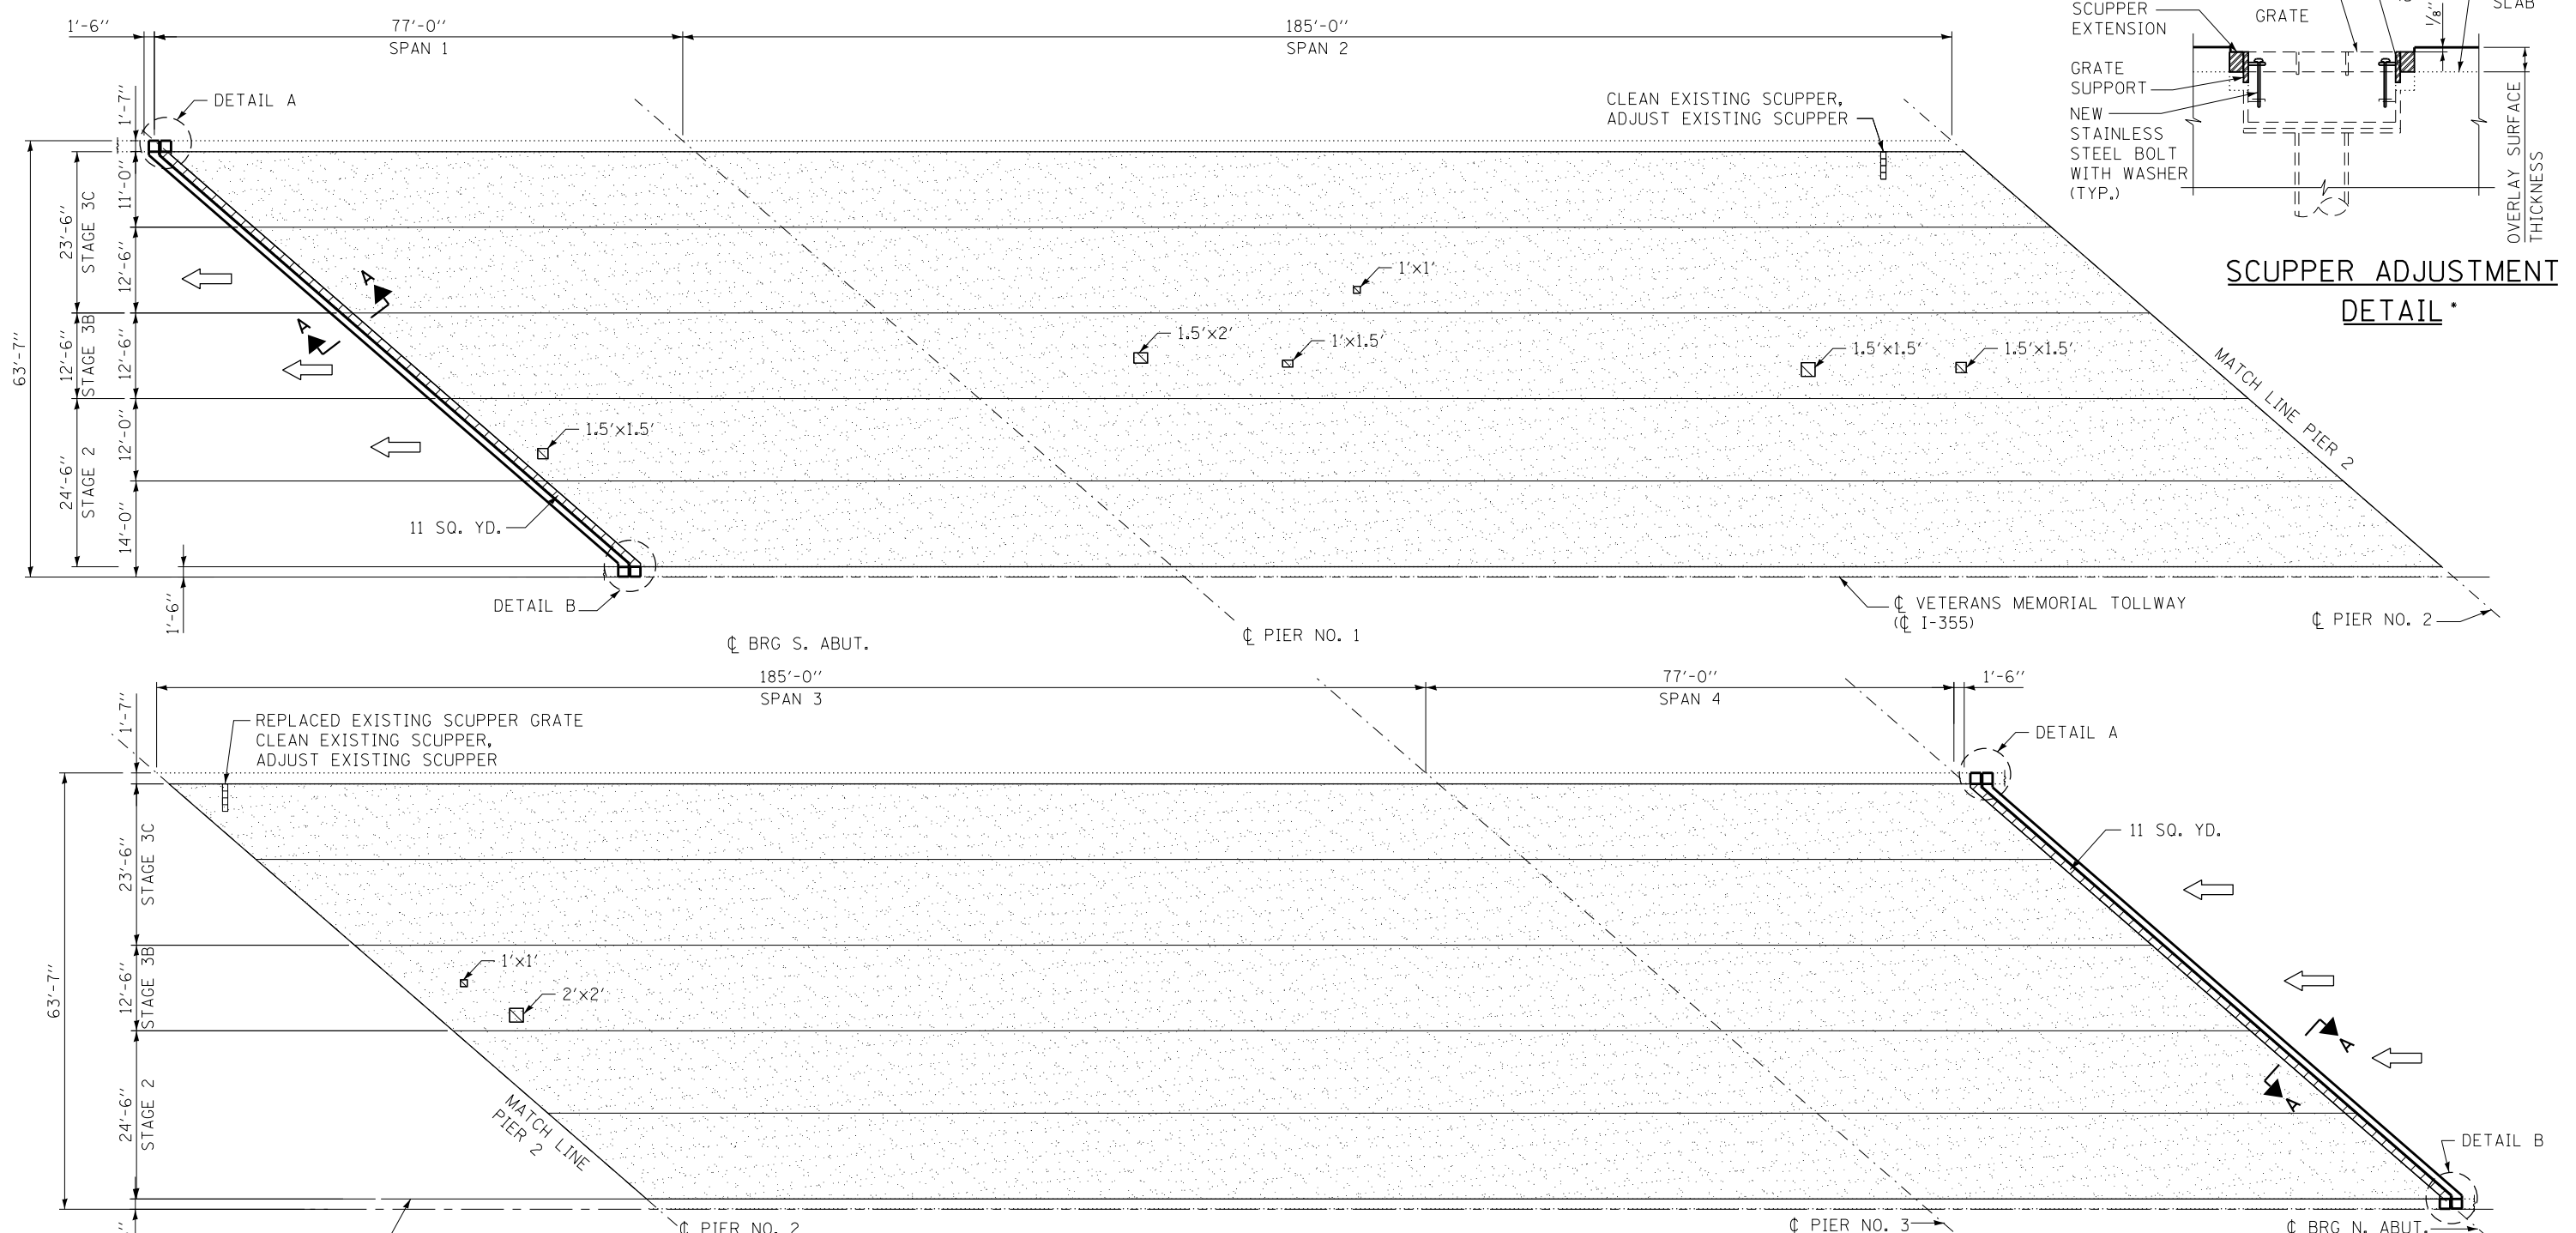 1'-6"
77'-0"
SPAN 1
185'-0"
SPAN 2
1'-7"
DETAIL A
CLEAN EXISTING SCUPPER,
ADJUST EXISTING SCUPPER
63'-7"
23'-6"
STAGE 3C
12'-6"
STAGE 3B
24'-6"
STAGE 2
11'-0"
12'-6"
12'-6"
12'-0"
14'-0"
1'-6"
A
A
1'x1'
1.5'x2'
1'x1.5'
1.5'x1.5'
1.5'x1.5'
1.5'x1.5'
11 SQ. YD.
DETAIL B
MATCH LINE PIER 2
℄ VETERANS MEMORIAL TOLLWAY
(℄ I-355)
℄ PIER NO. 2
℄ PIER NO. 1
℄ BRG S. ABUT.
SCUPPER
EXTENSION
GRATE
1/8"
SLAB
GRATE
SUPPORT
NEW
STAINLESS
STEEL BOLT
WITH WASHER
(TYP.)
OVERLAY SURFACE
THICKNESS
SCUPPER ADJUSTMENT
DETAIL *
185'-0"
SPAN 3
77'-0"
SPAN 4
1'-6"
1'-7"
REPLACED EXISTING SCUPPER GRATE
CLEAN EXISTING SCUPPER,
ADJUST EXISTING SCUPPER
DETAIL A
63'-7"
23'-6"
STAGE 3C
12'-6"
STAGE 3B
24'-6"
STAGE 2
11 SQ. YD.
1'x1'
2'x2'
A
A
MATCH LINE
PIER 2
DETAIL B
℄ PIER NO. 2
℄ PIER NO. 3
℄ BRG N. ABUT.